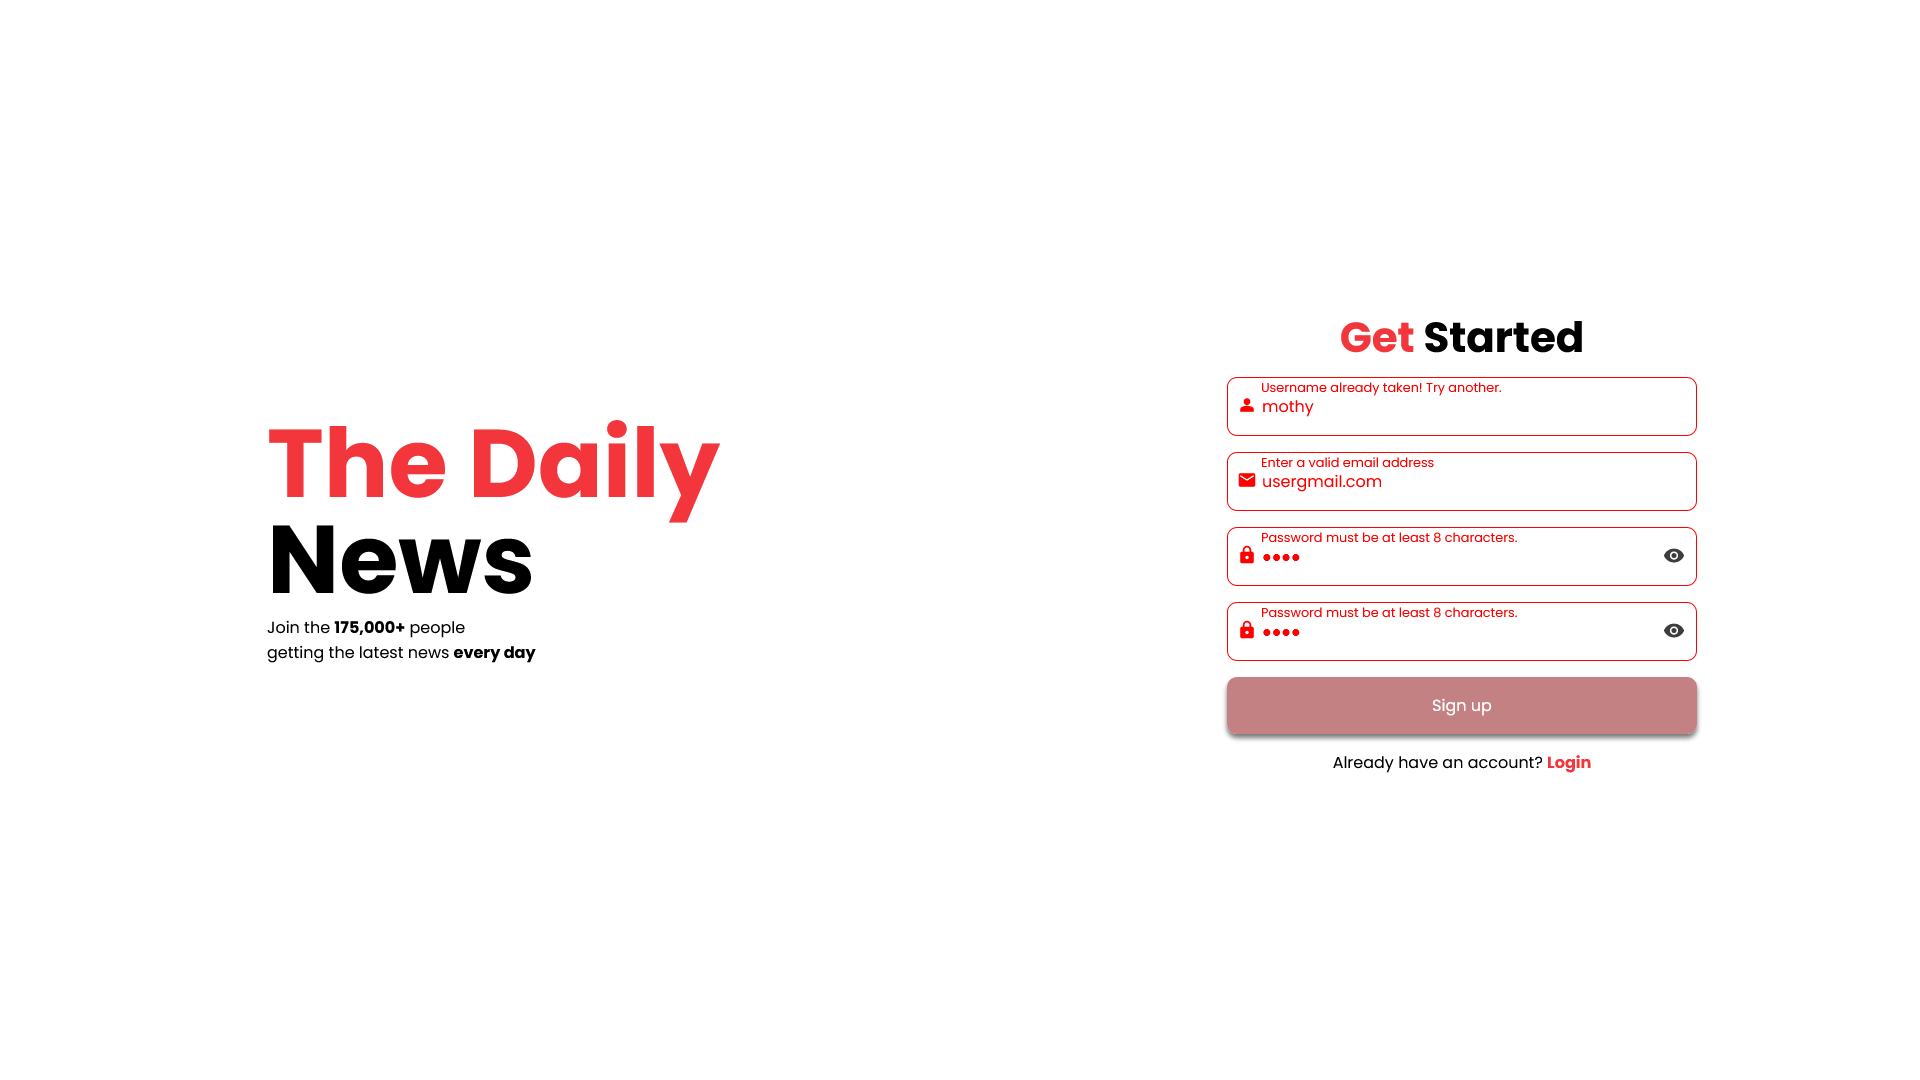 The Daily
News
Join the 175,000+ people
getting the latest news every day
Get Started
Username already taken! Try another.
mothy
Enter a valid email address
usergmail.com
Password must be at least 8 characters.
••••
Password must be at least 8 characters.
••••
Sign up
Already have an account? Login